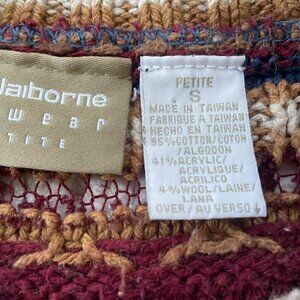 laiborne
wear
TITE
PETITE
S
MADE IN TAIWAN
FABRIQUE A TAIWAN
HECHO EN TAIWAN
55% COTTON/COTON
/ALGODON
41% ACRYLIC/
ACRYLIQUE/
ACRILICO
4% WOOL/LAINE/
LANA
OVER/AU VERSO ↓